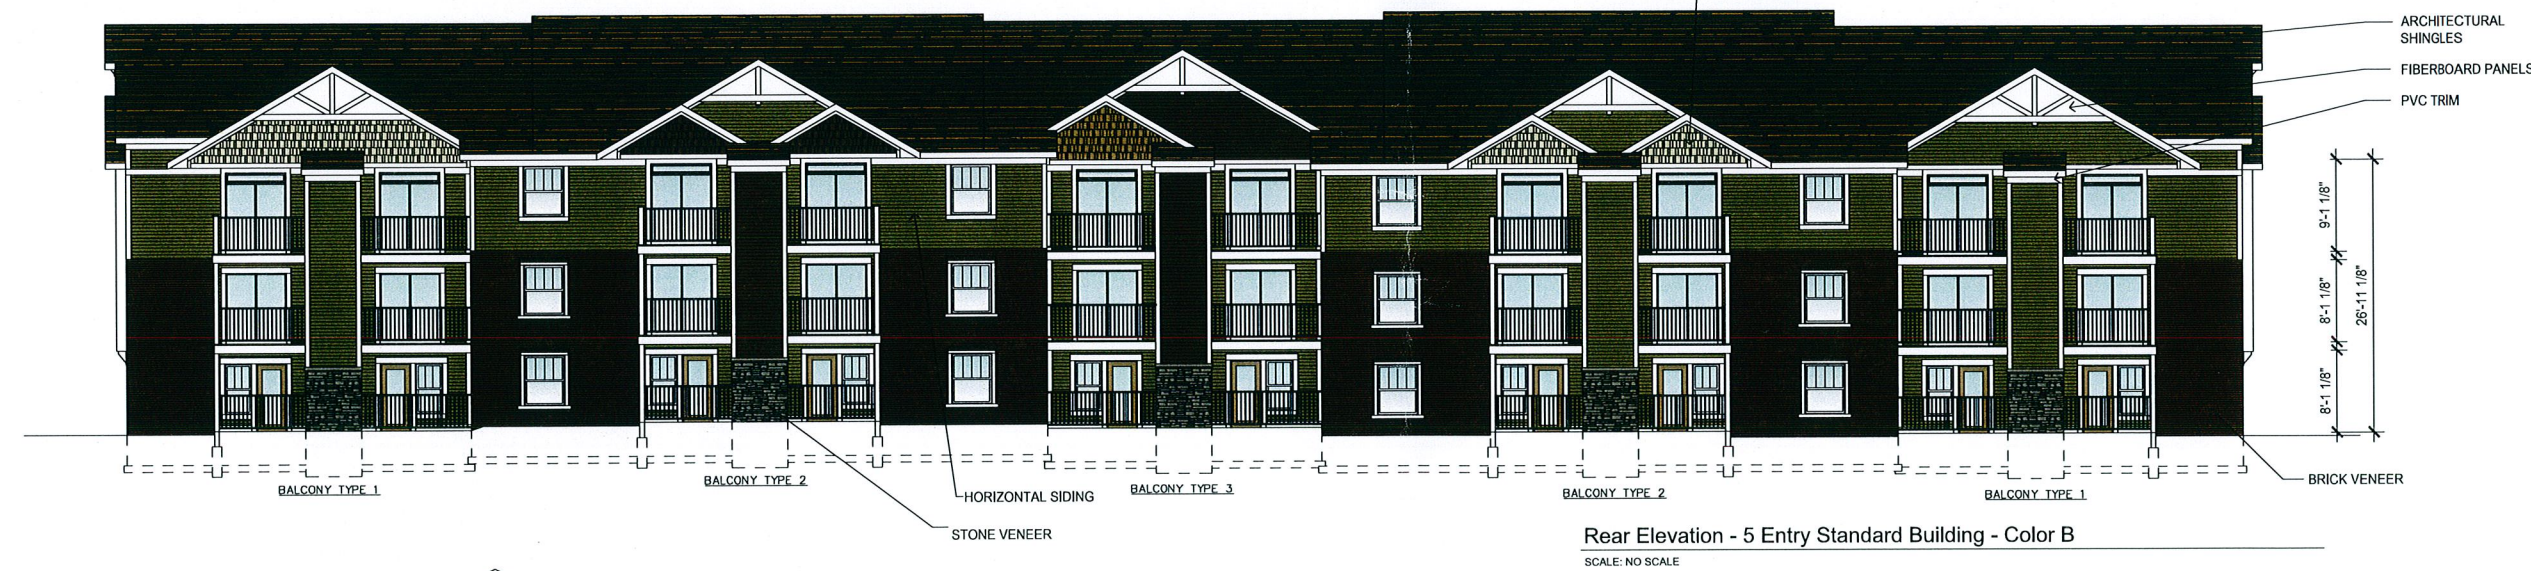 ARCHITECTURAL
SHINGLES
FIBERBOARD PANELS
PVC TRIM
9'-1 1/8"
8'-1 1/8"
26'-11 1/8"
8'-1 1/8"
BALCONY TYPE 1
BALCONY TYPE 2
BALCONY TYPE 3
BALCONY TYPE 2
BALCONY TYPE 1
HORIZONTAL SIDING
STONE VENEER
BRICK VENEER
Rear Elevation - 5 Entry Standard Building - Color B
SCALE: NO SCALE